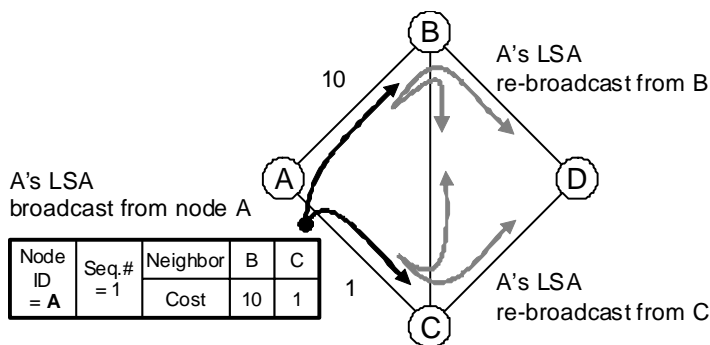 B
A's LSA
re-broadcast from B
10
A
D
A's LSA
broadcast from node A
Node ID = A
Seq.# = 1
Neighbor B C
Cost 10 1
1
A's LSA
re-broadcast from C
C